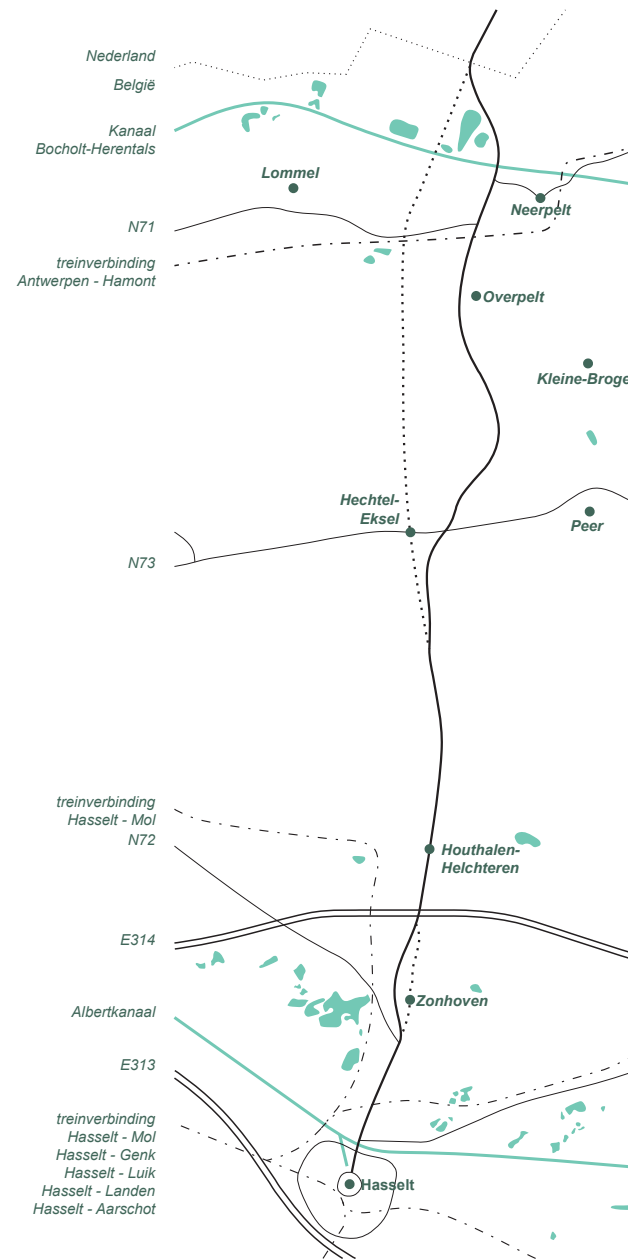 Nederland
België
Kanaal
Bocholt-Herentals
Lommel
Neerpelt
N71
treinverbinding
Antwerpen - Hamont
Overpelt
Kleine-Broge
Hechtel-
Eksel
Peer
N73
treinverbinding
Hasselt - Mol
N72
Houthalen-
Helchteren
E314
Zonhoven
Albertkanaal
E313
treinverbinding
Hasselt - Mol
Hasselt - Genk
Hasselt - Luik
Hasselt - Landen
Hasselt - Aarschot
Hasselt